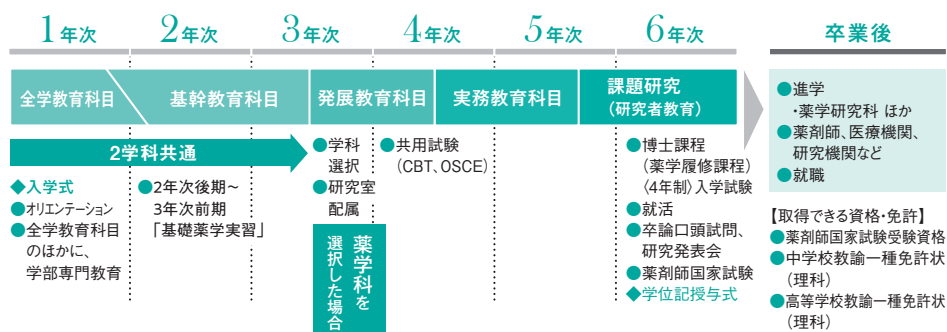 1年次
2年次
3年次
4年次
5年次
6年次
卒業後
全学教育科目
基幹教育科目
発展教育科目
実務教育科目
課題研究
(研究者教育)
2学科共通
◆入学式
●オリエンテーション
●全学教育科目
のほかに、
学部専門教育
●2年次後期～
3年次前期
「基礎薬学実習」
●学科
選択
●研究室
配属
薬学科を
選択した場合
●共用試験
(CBT、OSCE)
●博士課程
(薬学履修課程)
〈4年制〉入学試験
●就活
●卒論口頭試問、
研究発表会
●薬剤師国家試験
◆学位記授与式
●進学
・薬学研究科 ほか
●薬剤師、医療機関、
研究機関など
●就職
【取得できる資格・免許】
●薬剤師国家試験受験資格
●中学校教諭一種免許状
(理科)
●高等学校教諭一種免許状
(理科)